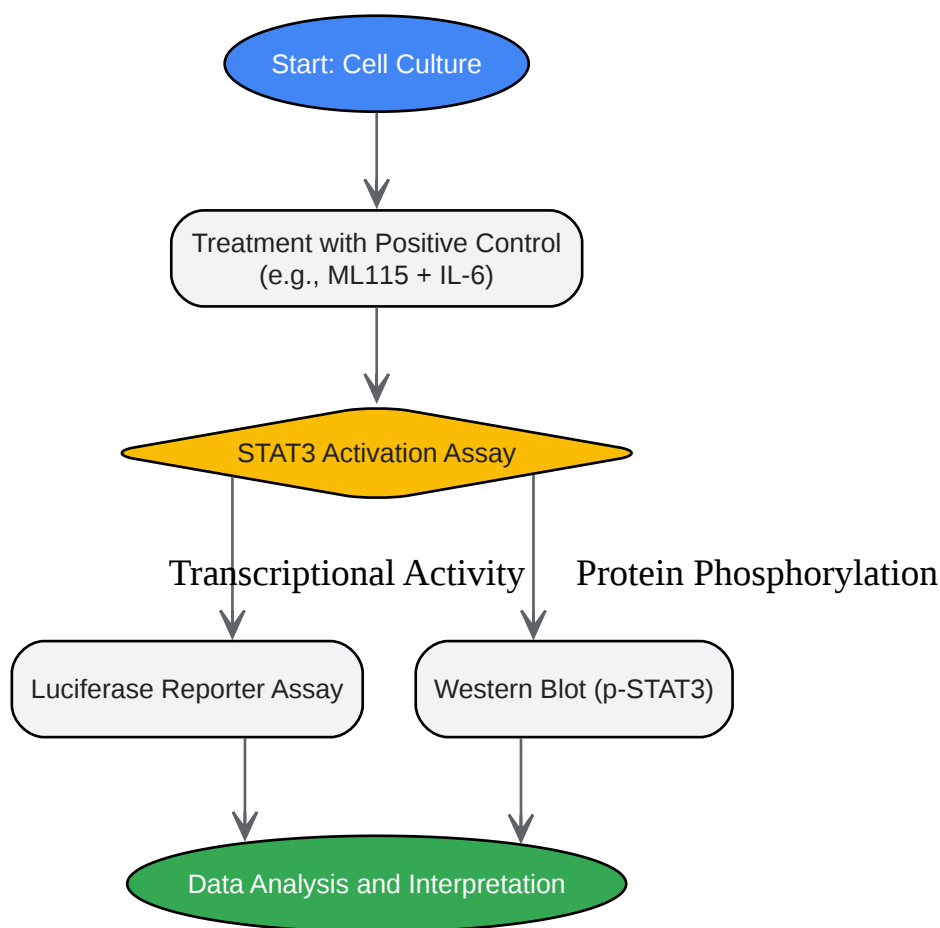 Start: Cell Culture
Treatment with Positive Control
(e.g., ML115 + IL-6)
STAT3 Activation Assay
Transcriptional Activity
Protein Phosphorylation
Luciferase Reporter Assay
Western Blot (p-STAT3)
Data Analysis and Interpretation